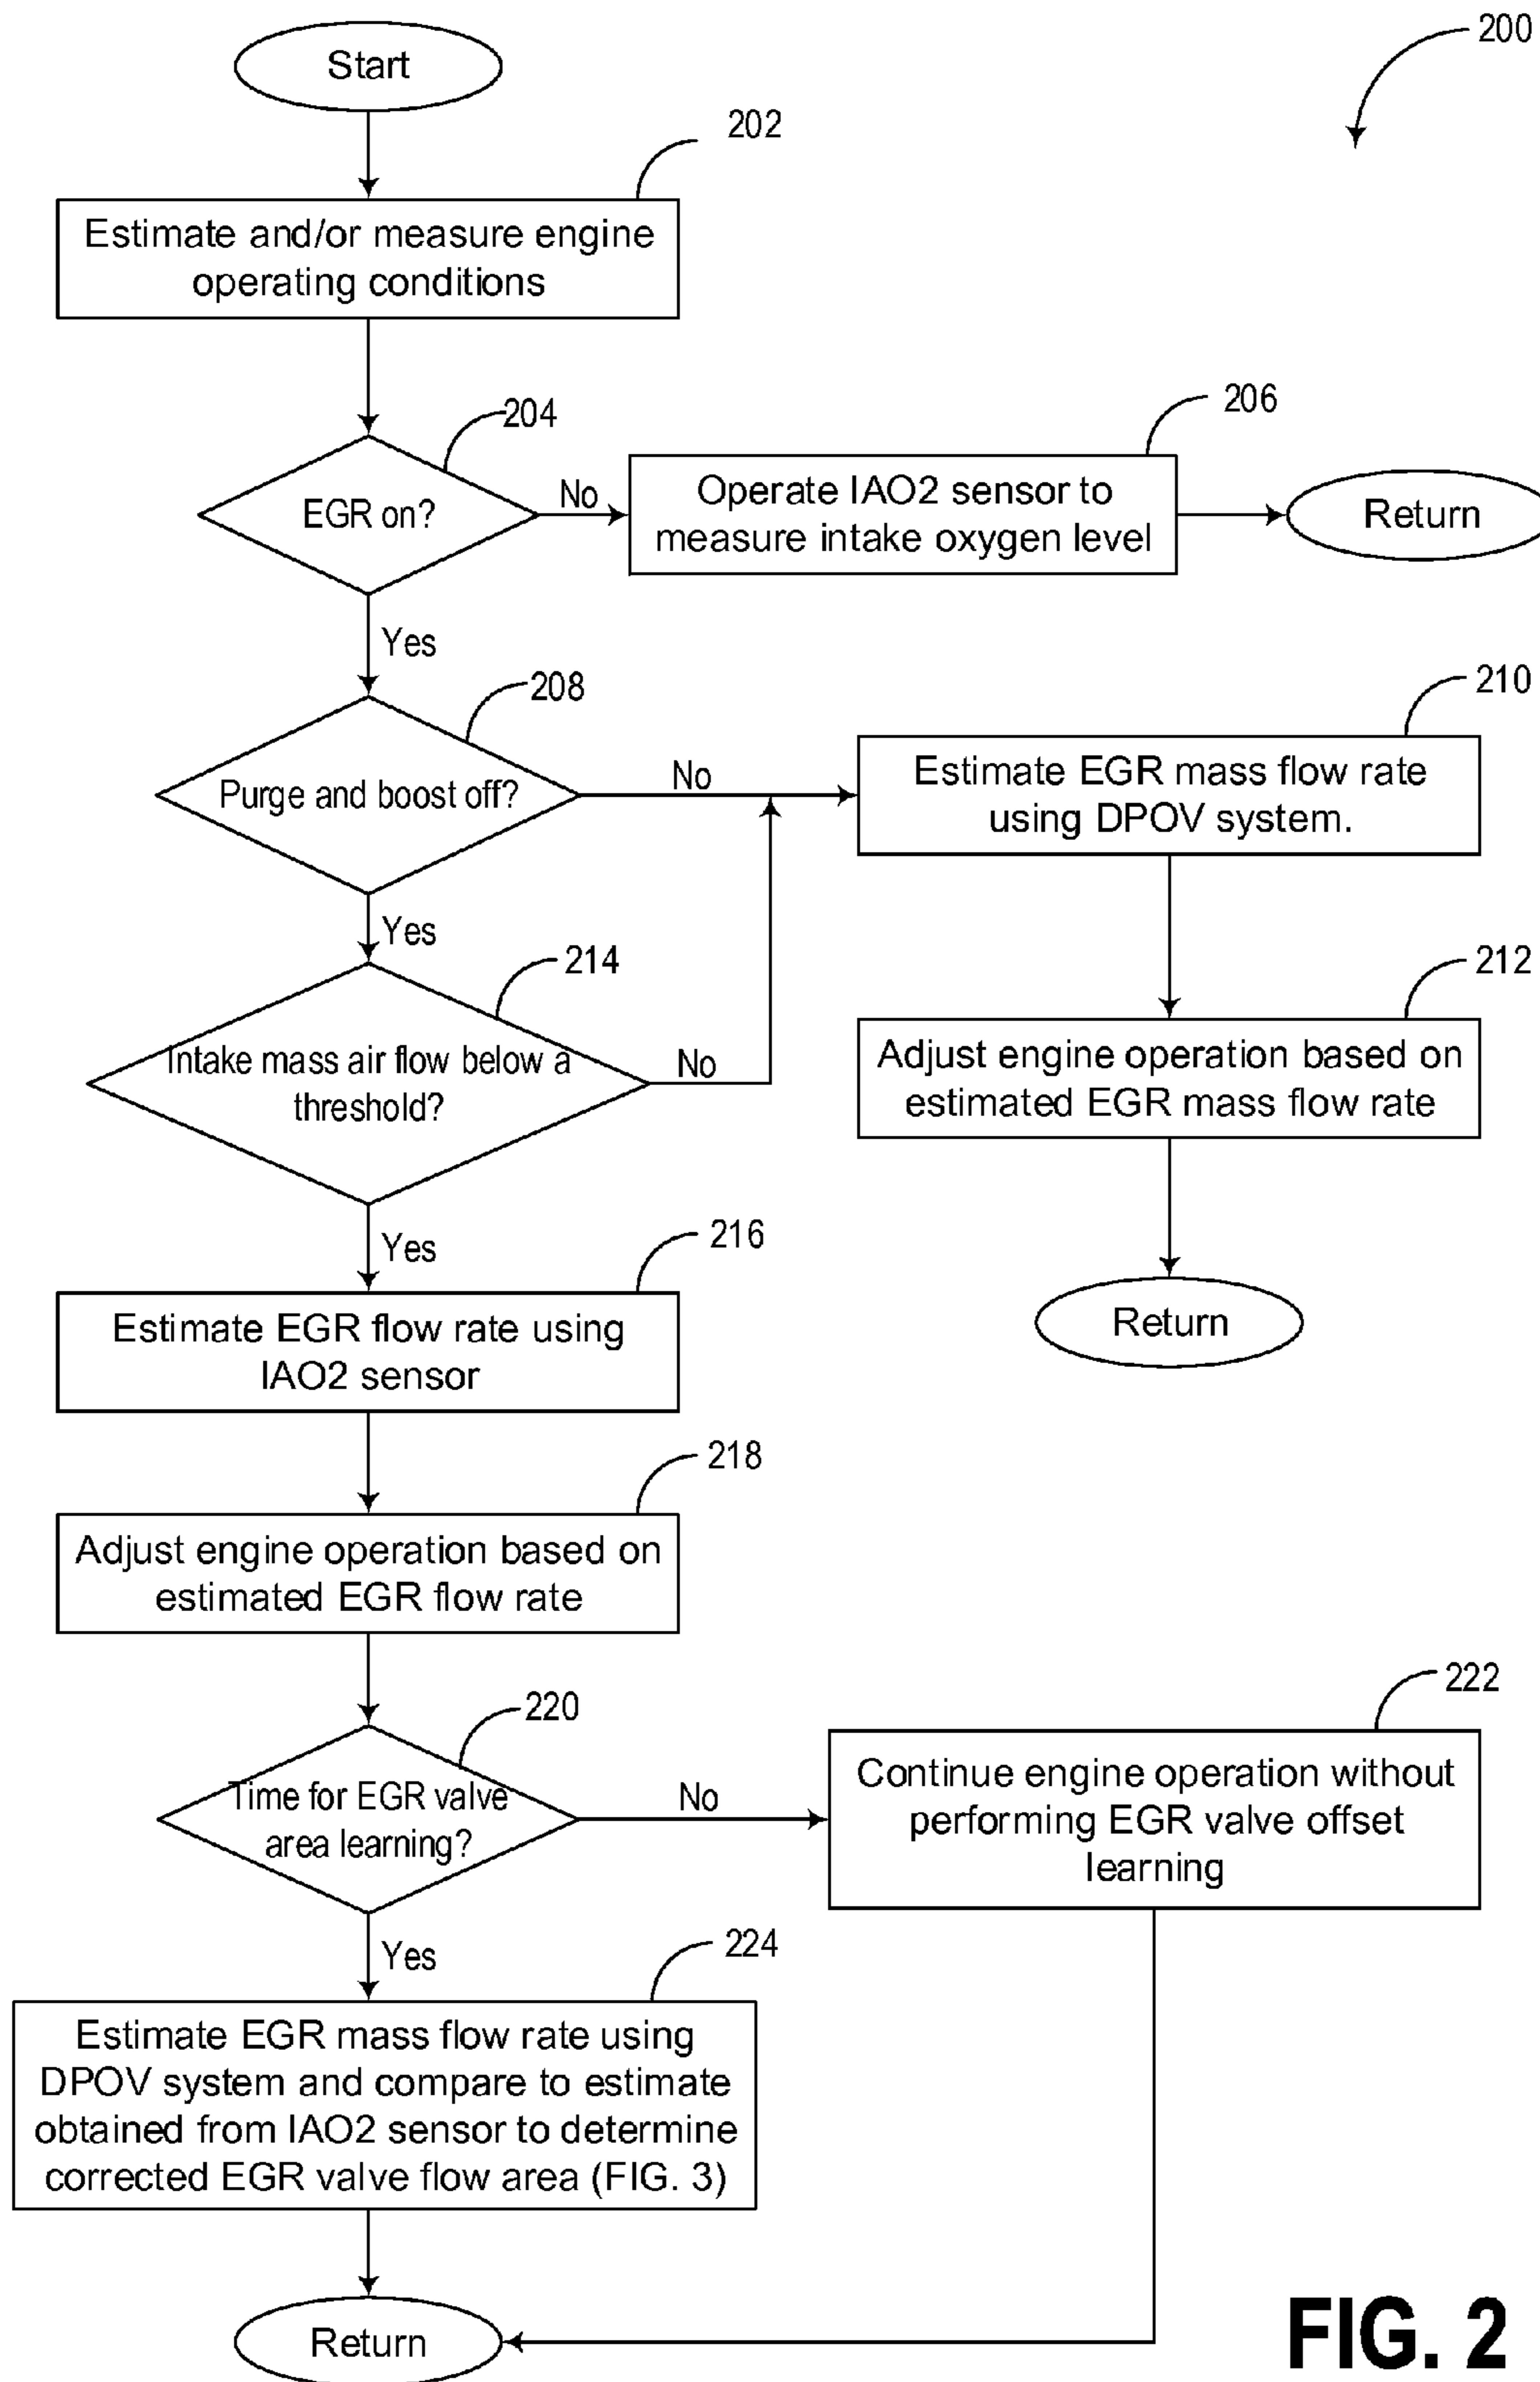 200
Start
202
Estimate and/or measure engine
operating conditions
204
EGR on?
No
206
Operate IAO2 sensor to
measure intake oxygen level
Return
Yes
208
Purge and boost off?
No
210
Estimate EGR mass flow rate
using DPOV system.
Yes
214
Intake mass air flow below a
threshold?
No
212
Adjust engine operation based on
estimated EGR mass flow rate
Return
Yes
216
Estimate EGR flow rate using
IAO2 sensor
218
Adjust engine operation based on
estimated EGR flow rate
220
Time for EGR valve
area learning?
No
222
Continue engine operation without
performing EGR valve offset
learning
Yes
224
Estimate EGR mass flow rate using
DPOV system and compare to estimate
obtained from IAO2 sensor to determine
corrected EGR valve flow area (FIG. 3)
Return
FIG. 2